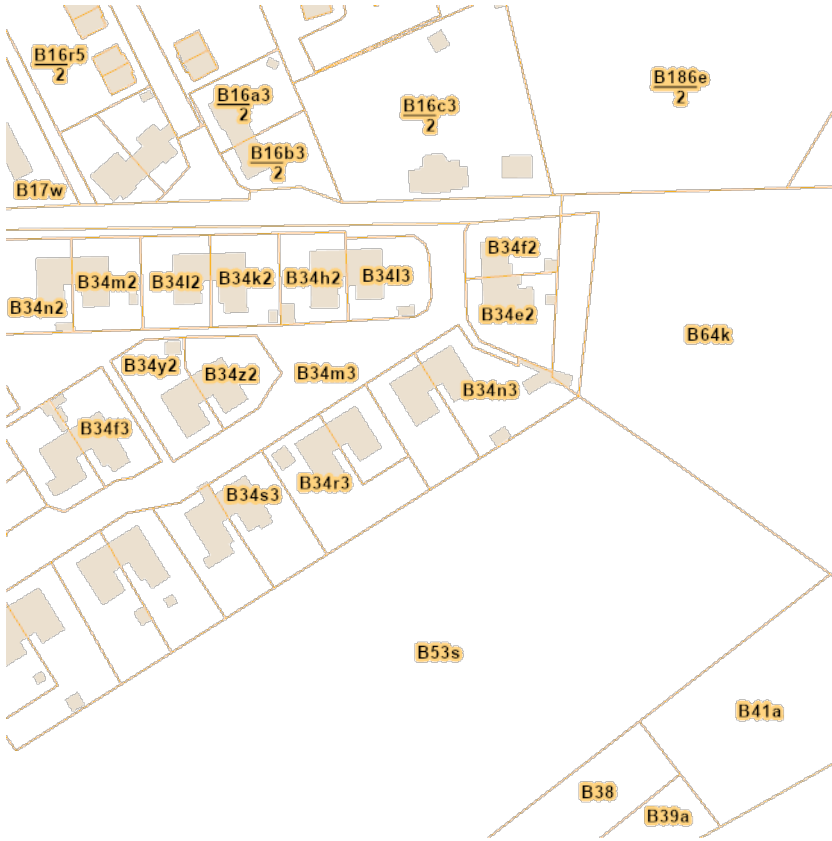 B16r5
2
B186e
2
B16a3
2
B16c3
2
B16b3
2
B17w
B34f2
B34m2
B34l2
B34k2
B34h2
B34l3
B34n2
B34e2
B64k
B34y2
B34z2
B34m3
B34n3
B34f3
B34r3
B34s3
B53s
B41a
B38
B39a